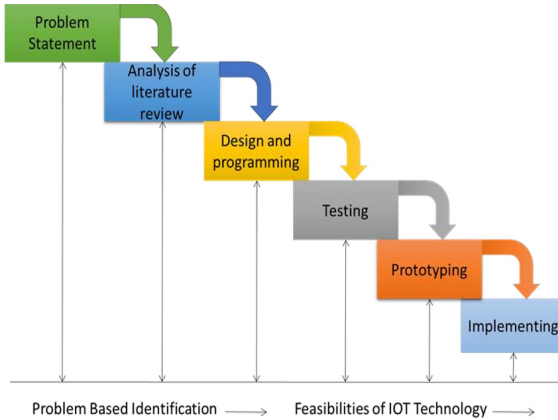 Problem
Statement
Analysis of
literature
review
Design and
programming
Testing
Prototyping
Implementing
Problem Based Identification
Feasibilities of IOT Technology